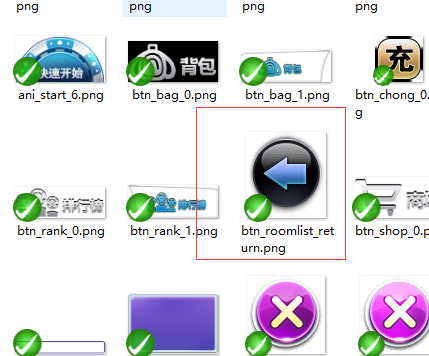 png
png
png
快速开始
背包
背包
充
ani_start_6.png
btn_bag_0.png
btn_bag_1.png
btn_chong_0.p
g
排行榜
排行榜
商
btn_rank_0.png
btn_rank_1.png
btn_roomlist_ret
urn.png
btn_shop_0.p